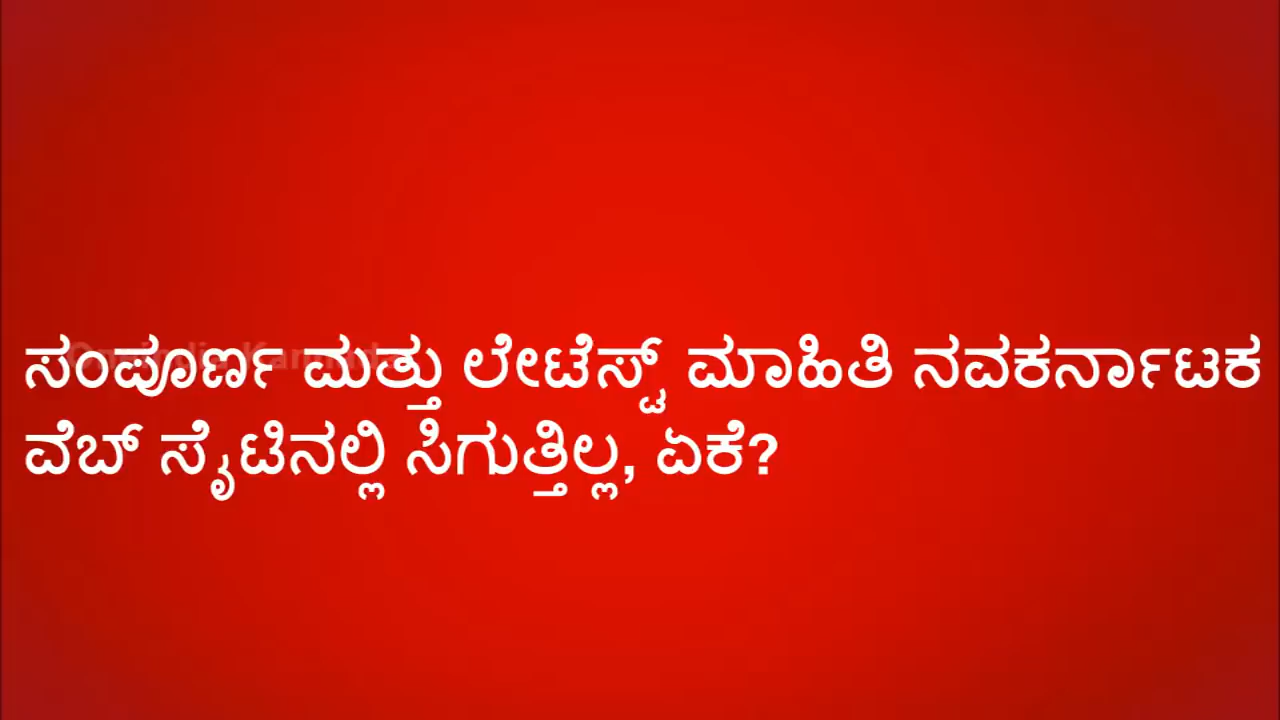 ಸಂಪೂರ್ಣ ಮತ್ತು ಲೇಟೆಸ್ಟ್ ಮಾಹಿತಿ ನವಕರ್ನಾಟಕ
ವೆಬ್ ಸೈಟಿನಲ್ಲಿ ಸಿಗುತ್ತಿಲ್ಲ, ಏಕೆ?